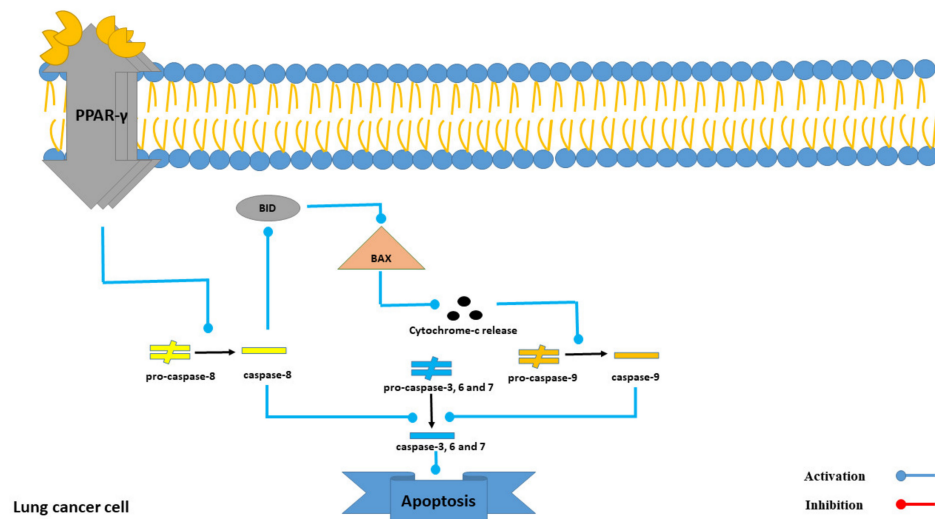 PPAR-γ
BID
BAX
Cytochrome-c release
pro-caspase-8
caspase-8
pro-caspase-3, 6 and 7
pro-caspase-9
caspase-9
caspase-3, 6 and 7
Apoptosis
Activation
Inhibition
Lung cancer cell